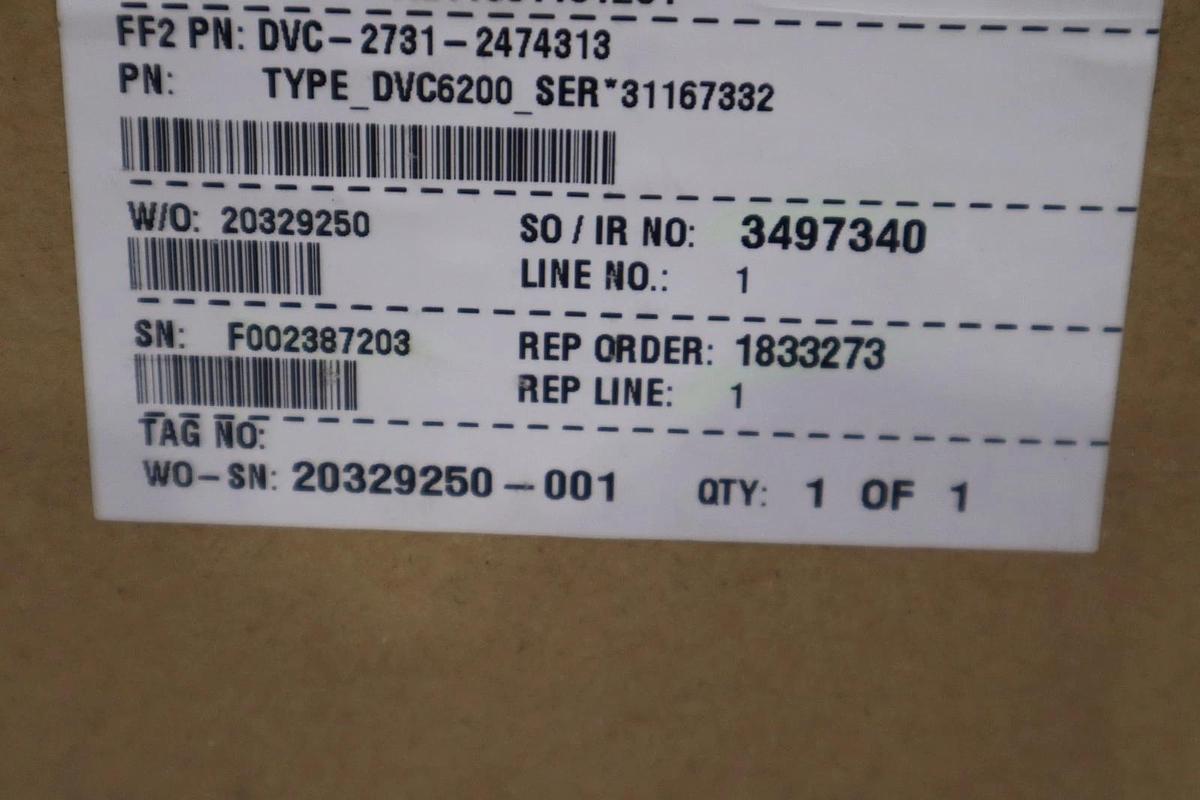 FF2 PN: DVC-2731-2474313
PN: TYPE_DVC6200_SER*31167332
W/O: 20329250 SO / IR NO: 3497340
LINE NO.: 1
SN: F002387203 REP ORDER: 1833273
REP LINE: 1
TAG NO:
WO-SN: 20329250-001 QTY: 1 OF 1